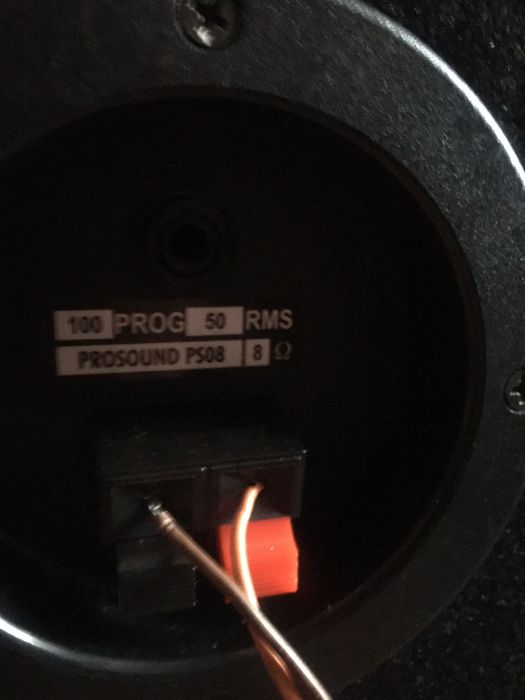 100 PROG 50 RMS
PROSOUND PS08 8 Ω